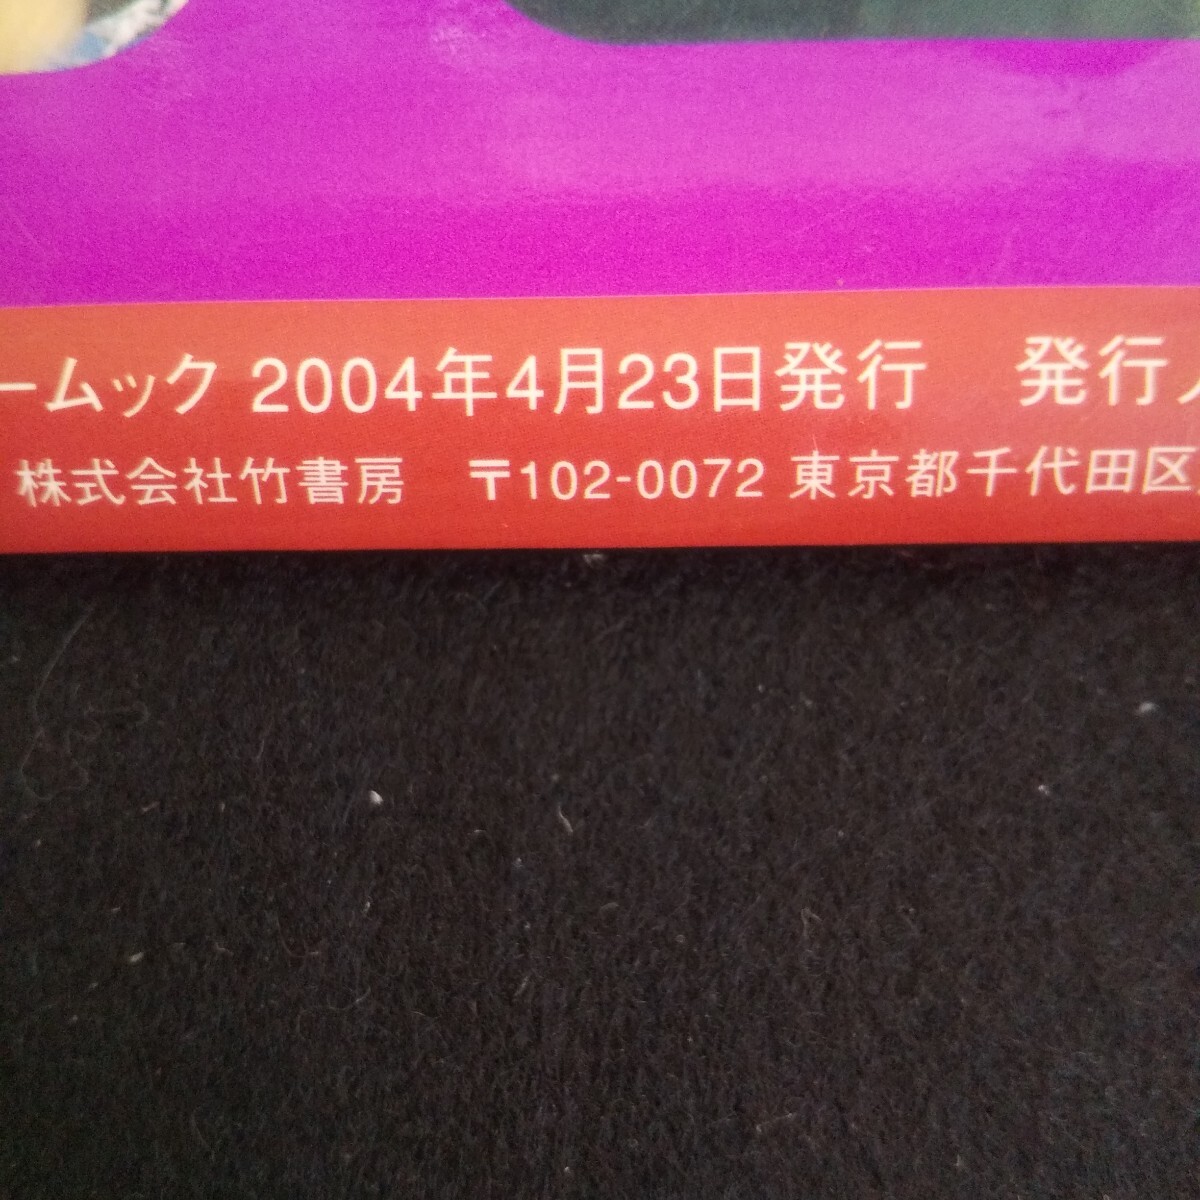 ームック 2004年4月23日発行　発行人
株式会社竹書房　〒102-0072 東京都千代田区